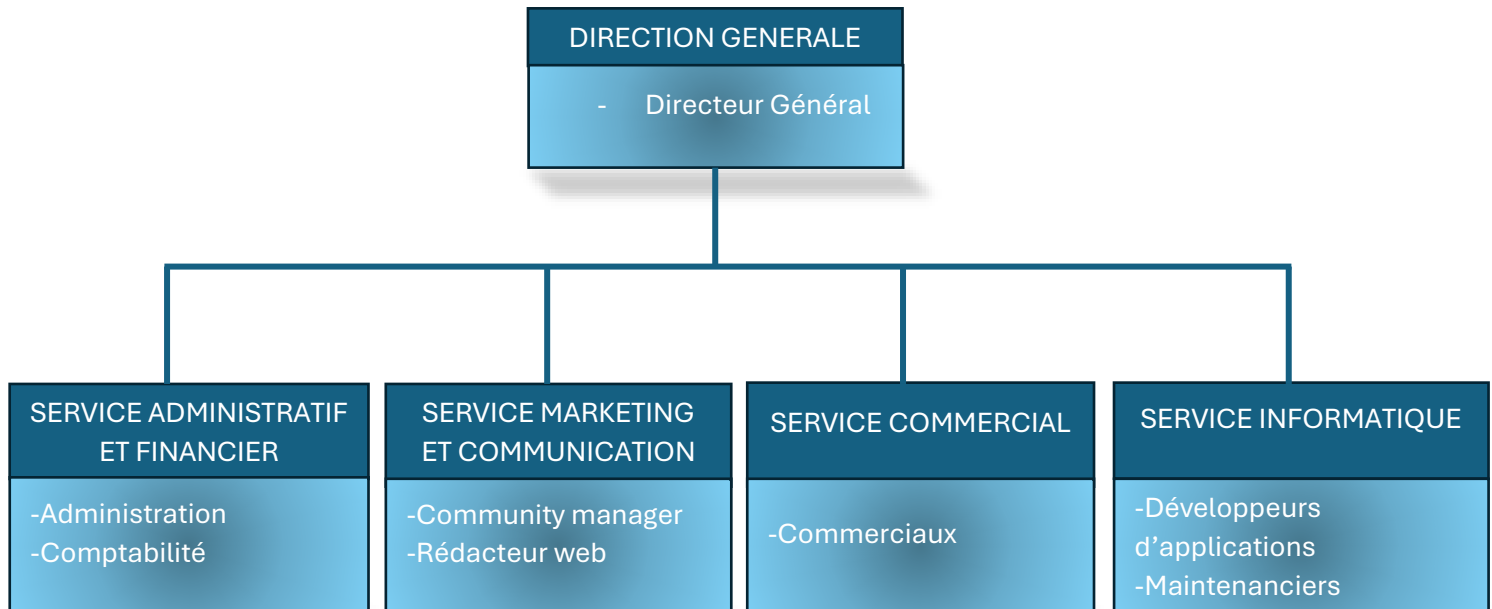 DIRECTION GENERALE
- Directeur Général
SERVICE ADMINISTRATIF
ET FINANCIER
-Administration
-Comptabilité
SERVICE MARKETING
ET COMMUNICATION
-Community manager
-Rédacteur web
SERVICE COMMERCIAL
-Commerciaux
SERVICE INFORMATIQUE
-Développeurs
d’applications
-Maintenanciers